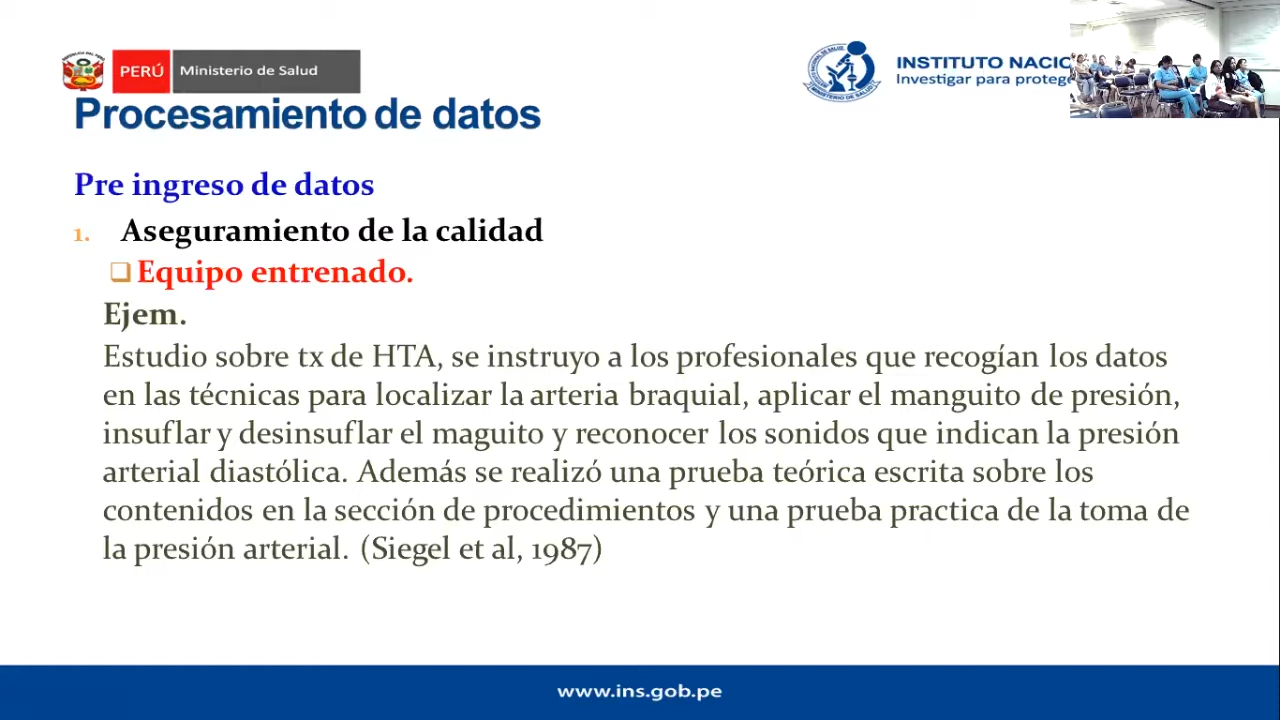 PERÚ Ministerio de Salud
INSTITUTO NACIO
Investigar para protege
Procesamiento de datos
Pre ingreso de datos
1. Aseguramiento de la calidad
Equipo entrenado.
Ejem.
Estudio sobre tx de HTA, se instruyo a los profesionales que recogían los datos
en las técnicas para localizar la arteria braquial, aplicar el manguito de presión,
insuflar y desinsuflar el maguito y reconocer los sonidos que indican la presión
arterial diastólica. Además se realizó una prueba teórica escrita sobre los
contenidos en la sección de procedimientos y una prueba practica de la toma de
la presión arterial. (Siegel et al, 1987)
www.ins.gob.pe